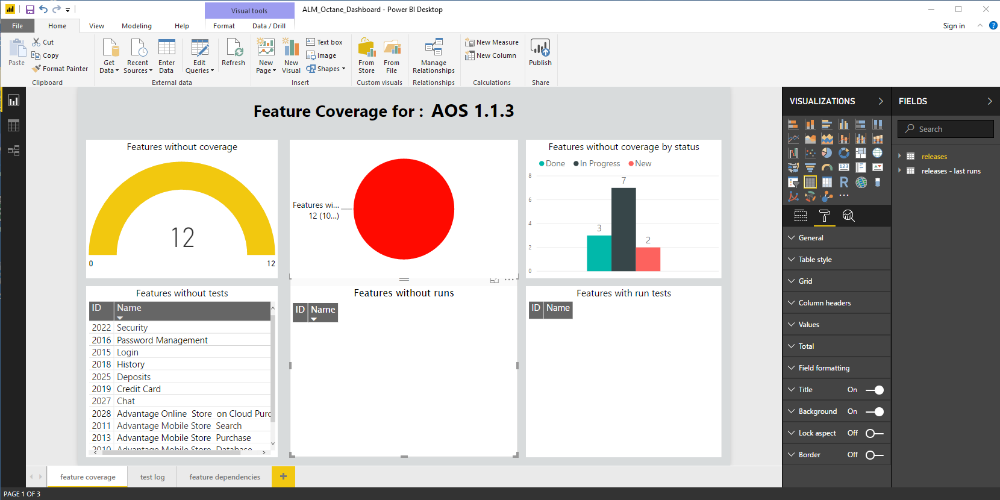 Visual tools
ALM_Octane_Dashboard - Power BI Desktop
File Home View Modeling Help Format Data / Drill
Sign in
Paste
Cut
Copy
Format Painter
Clipboard
Get Data
Recent Sources
Enter Data
Edit Queries
External data
Refresh
New Page
New Visual
Text box
Image
Shapes
Insert
From Store
From File
Custom visuals
Manage Relationships
Relationships
New Measure
New Column
Calculations
Publish
Share
Feature Coverage for : AOS 1.1.3
Features without coverage
12
0 12
Features wi...
12 (10...)
Features without coverage by status
Done In Progress New
8
6
4
2
0
3
7
2
Features without tests
ID Name
2022 Security
2016 Password Management
2015 Login
2018 History
2025 Deposits
2019 Credit Card
2027 Chat
2028 Advantage Online Store on Cloud Purc
2011 Advantage Mobile Store Search
2013 Advantage Mobile Store Purchase
2010 Advantage Mobile Store Database
Features without runs
ID Name
Features with run tests
ID Name
VISUALIZATIONS
123
R
General
Table style
Grid
Column headers
Values
Total
Field formatting
Title On
Background On
Lock aspect Off
Border Off
FIELDS
Search
releases
releases - last runs
feature coverage test log feature dependencies +
PAGE 1 OF 3